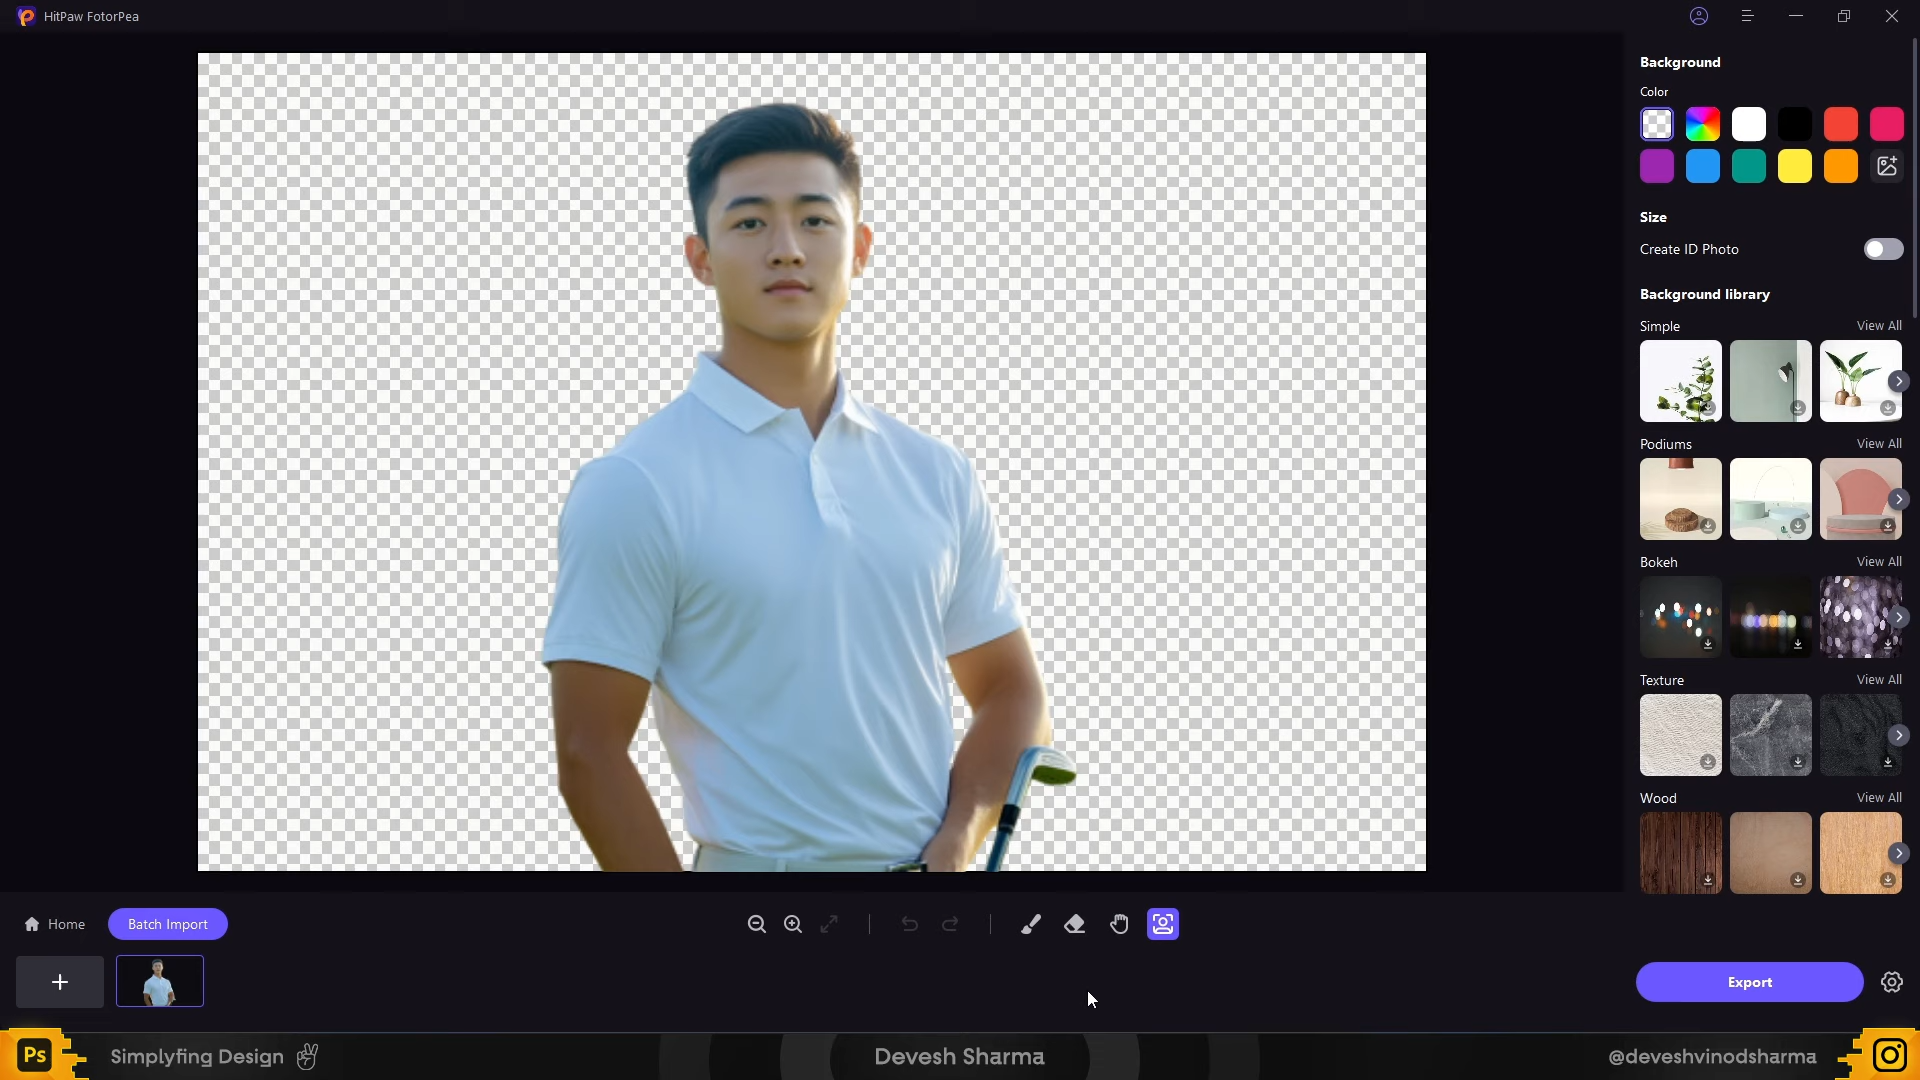 HitPaw FotorPea
Background
Color
Size
Create ID Photo
Background library
Simple View All
Podiums View All
Bokeh View All
Texture View All
Wood View All
Home
Batch Import
Export
Ps
Simplyfing Design
Devesh Sharma
@deveshvinodsharma